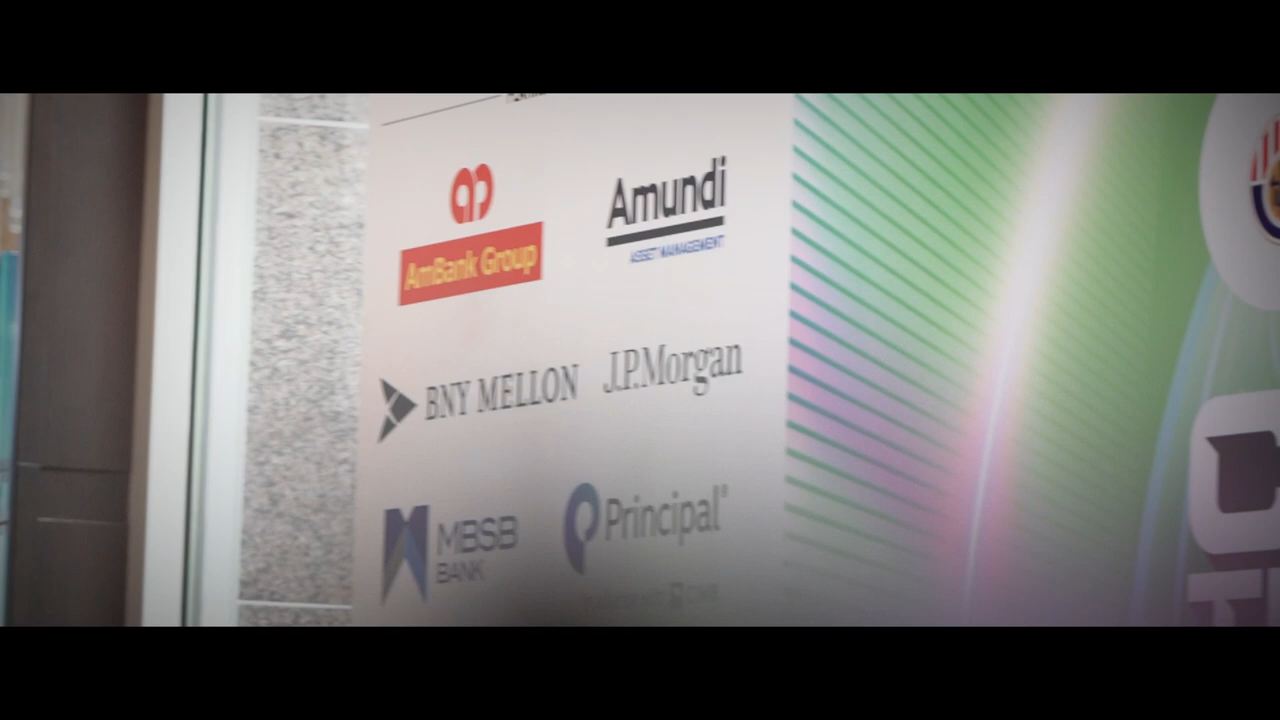 AmBank Group
Amundi
ASSET MANAGEMENT
BNY MELLON
J.P.Morgan
MBSB
BANK
Principal®